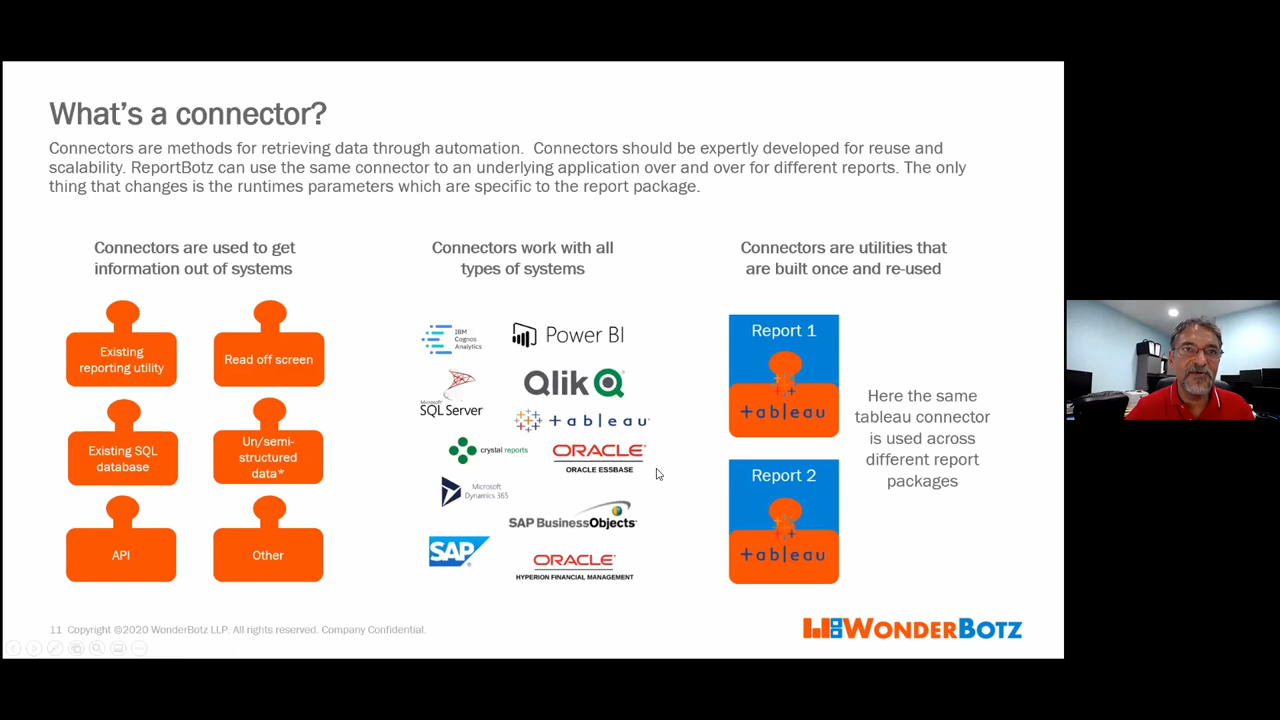 What's a connector?
Connectors are methods for retrieving data through automation.  Connectors should be expertly developed for reuse and
scalability. ReportBotz can use the same connector to an underlying application over and over for different reports. The only
thing that changes is the runtimes parameters which are specific to the report package.
Connectors are used to get
information out of systems
Existing
reporting utility
Read off screen
Existing SQL
database
Un/semi-
structured
data*
API
Other
Connectors work with all
types of systems
IBM
Cognos
Analytics
Power BI
Microsoft
SQL Server
Qlik
+ableau
crystal reports
ORACLE
ORACLE ESSBASE
Microsoft
Dynamics 365
SAP BusinessObjects
SAP
ORACLE
HYPERION FINANCIAL MANAGEMENT
Connectors are utilities that
are built once and re-used
Report 1
+ableau
Report 2
+ableau
Here the same
tableau connector
is used across
different report
packages
11 Copyright ©2020 WonderBotz LLP. All rights reserved. Company Confidential.
WONDERBOTZ